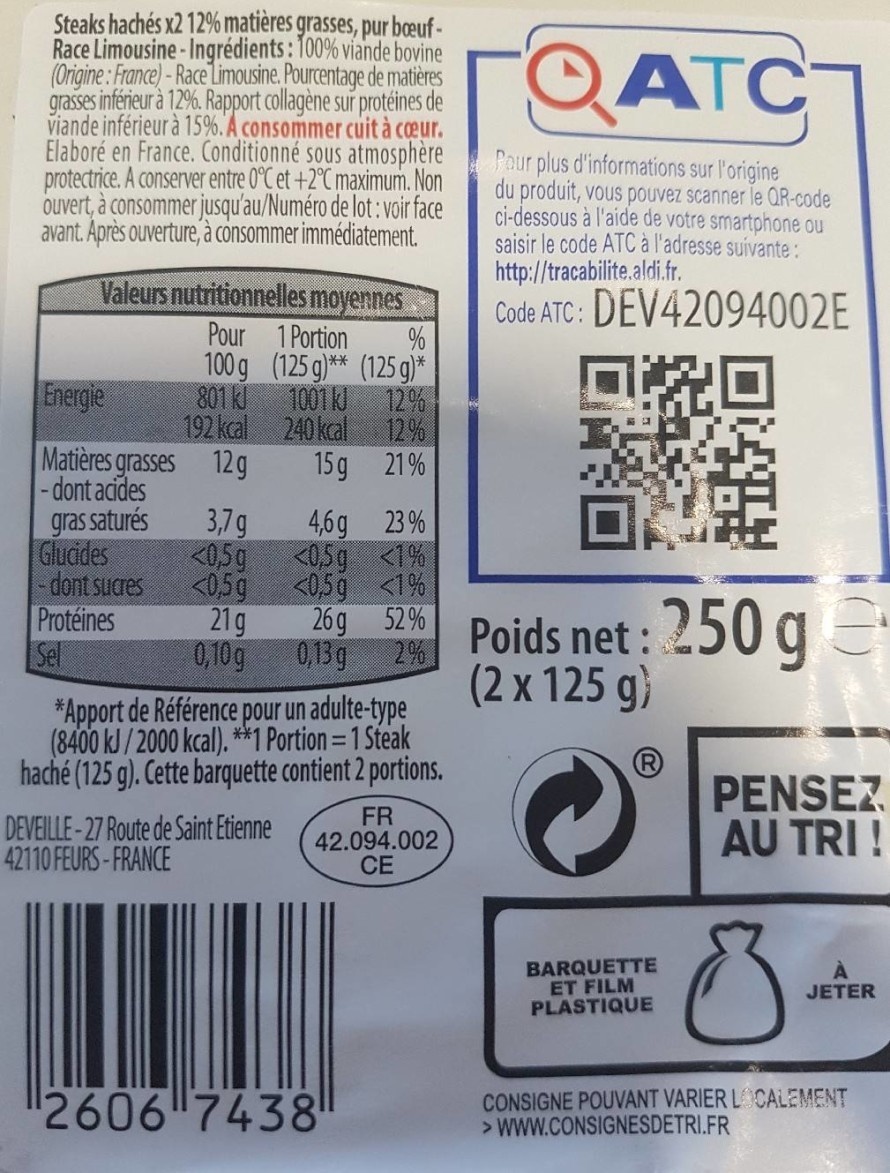 Steaks hachés x2 12% matières grasses, pur bœuf -
Race Limousine - Ingrédients : 100% viande bovine
(Origine : France) - Race Limousine. Pourcentage de matières
grasses inférieur à 12%. Rapport collagène sur protéines de
viande inférieur à 15%. A consommer cuit à cœur.
Elaboré en France. Conditionné sous atmosphère
protectrice. A conserver entre 0°C et +2°C maximum. Non
ouvert, à consommer jusqu'au/Numéro de lot : voir face
avant. Après ouverture, à consommer immédiatement.
Valeurs nutritionnelles moyennes
Pour 1 Portion %
100 g (125 g)** (125 g)*
Energie 801 kJ 1001 kJ 12%
192 kcal 240 kcal 12%
Matières grasses 12 g 15 g 21%
- dont acides
gras saturés 3,7 g 4,6 g 23%
Glucides <0,5 g <0,5 g <1%
- dont sucres <0,5 g <0,5 g <1%
Protéines 21 g 26 g 52%
Sel 0,10 g 0,13 g 2%
*Apport de Référence pour un adulte-type
(8400 kJ / 2000 kcal). **1 Portion = 1 Steak
haché (125 g). Cette barquette contient 2 portions.
DEVEILLE - 27 Route de Saint Etienne
42110 FEURS - FRANCE
FR
42.094.002
CE
2606 7438
ATC
Pour plus d'informations sur l'origine
du produit, vous pouvez scanner le QR-code
ci-dessous à l'aide de votre smartphone ou
saisir le code ATC à l'adresse suivante :
http://tracabilite.aldi.fr.
Code ATC : DEV42094002E
Poids net : 250 g e
(2 x 125 g)
®
PENSEZ
AU TRI !
BARQUETTE
ET FILM
PLASTIQUE
À
JETER
CONSIGNE POUVANT VARIER LOCALEMENT
> WWW.CONSIGNESDETRI.FR